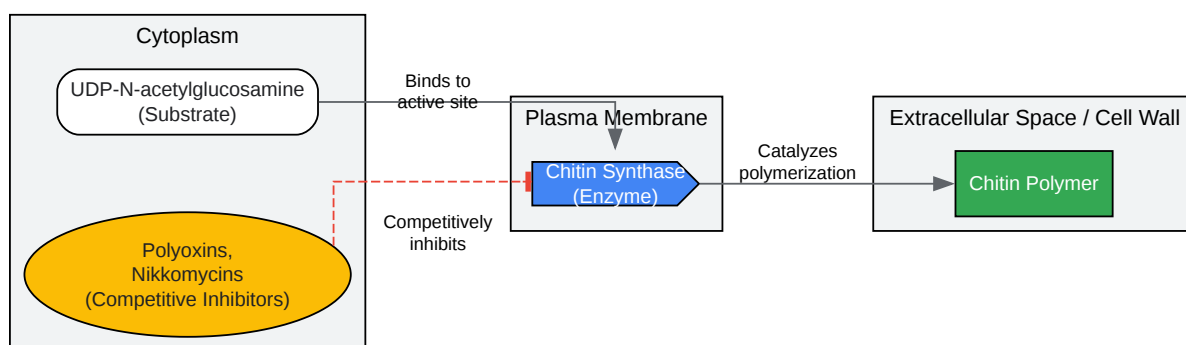 Cytoplasm
UDP-N-acetylglucosamine
(Substrate)
Binds to
active site
Plasma Membrane
Chitin Synthase
(Enzyme)
Catalyzes
polymerization
Extracellular Space / Cell Wall
Chitin Polymer
Competitively
inhibits
Polyoxins,
Nikkomycins
(Competitive Inhibitors)